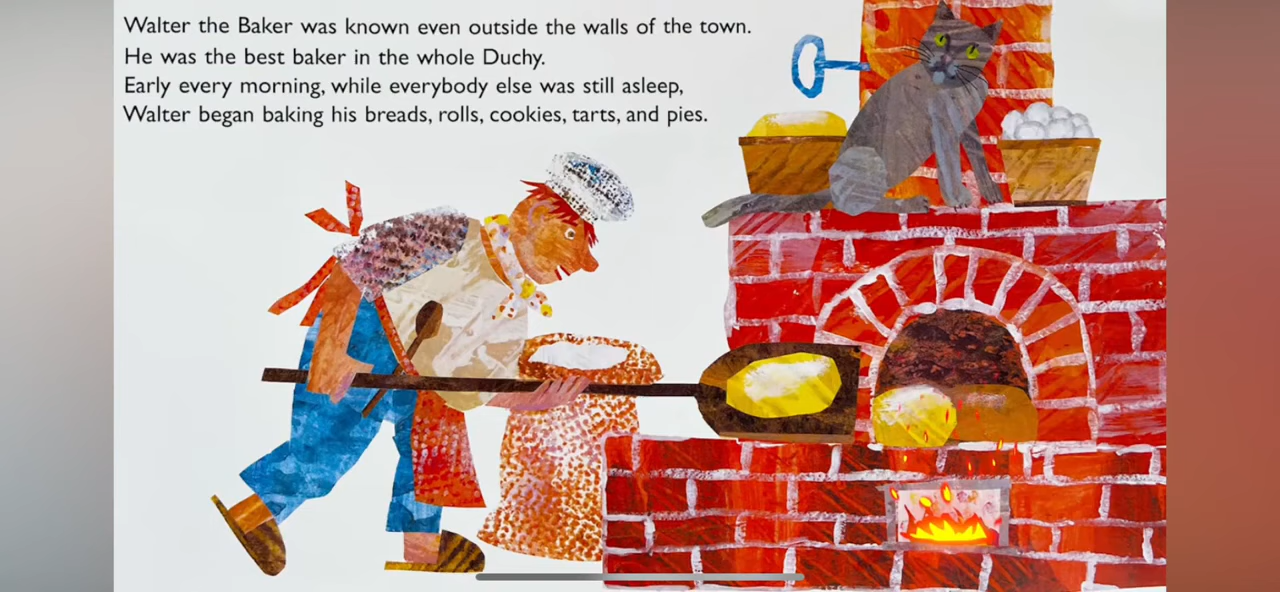 Walter the Baker was known even outside the walls of the town.
He was the best baker in the whole Duchy.
Early every morning, while everybody else was still asleep,
Walter began baking his breads, rolls, cookies, tarts, and pies.